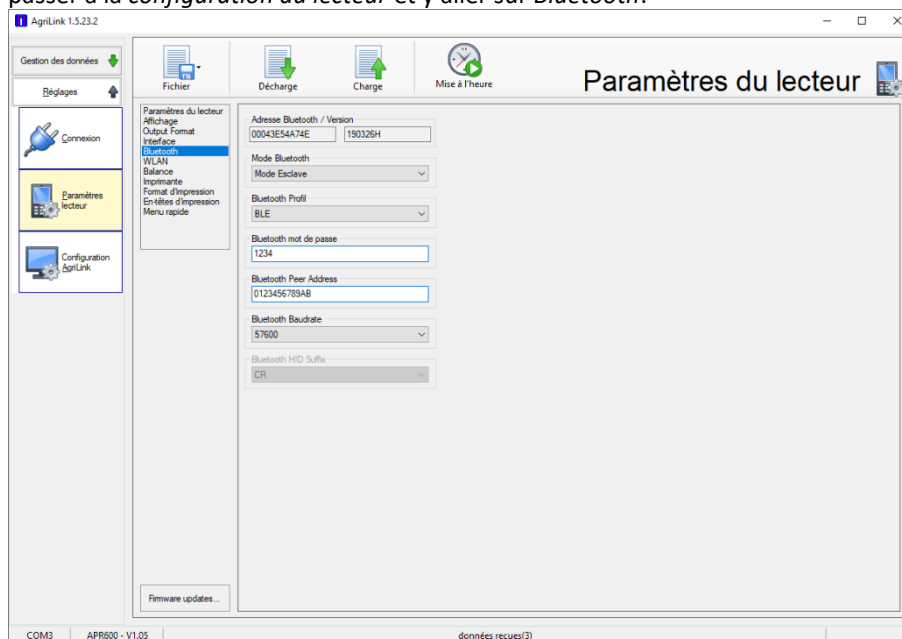 passer à la configuration du lecteur et y aller sur Bluetooth.
AgriLink 1.5.23.2
Gestion des données
Réglages
Connexion
Paramètres
lecteur
Configuration
AgriLink
Fichier
Décharge
Charge
Mise à l'heure
Paramètres du lecteur
Paramètres du lecteur
Affichage
Output Format
Interface
Bluetooth
WLAN
Balance
Imprimante
Format d'impression
En-têtes d'impression
Menu rapide
Firmware updates...
Adresse Bluetooth / Version
00043E54A74E 190326H
Mode Bluetooth
Mode Esclave
Bluetooth Profil
BLE
Bluetooth mot de passe
1234
Bluetooth Peer Address
0123456789AB
Bluetooth Baudrate
57600
Bluetooth HID Suffix
CR
COM3 APR600 - V1.05 données reçues(3)